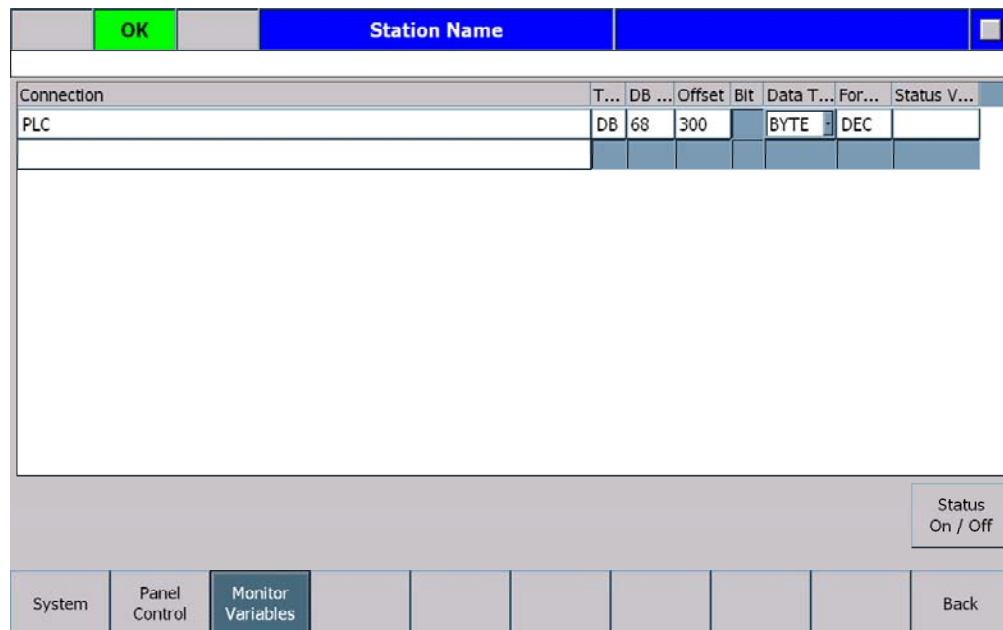 OK Station Name
Connection T... DB ... Offset Bit Data T... For... Status V...
PLC DB 68 300 BYTE DEC
Status
On / Off
System Panel Control Monitor Variables Back